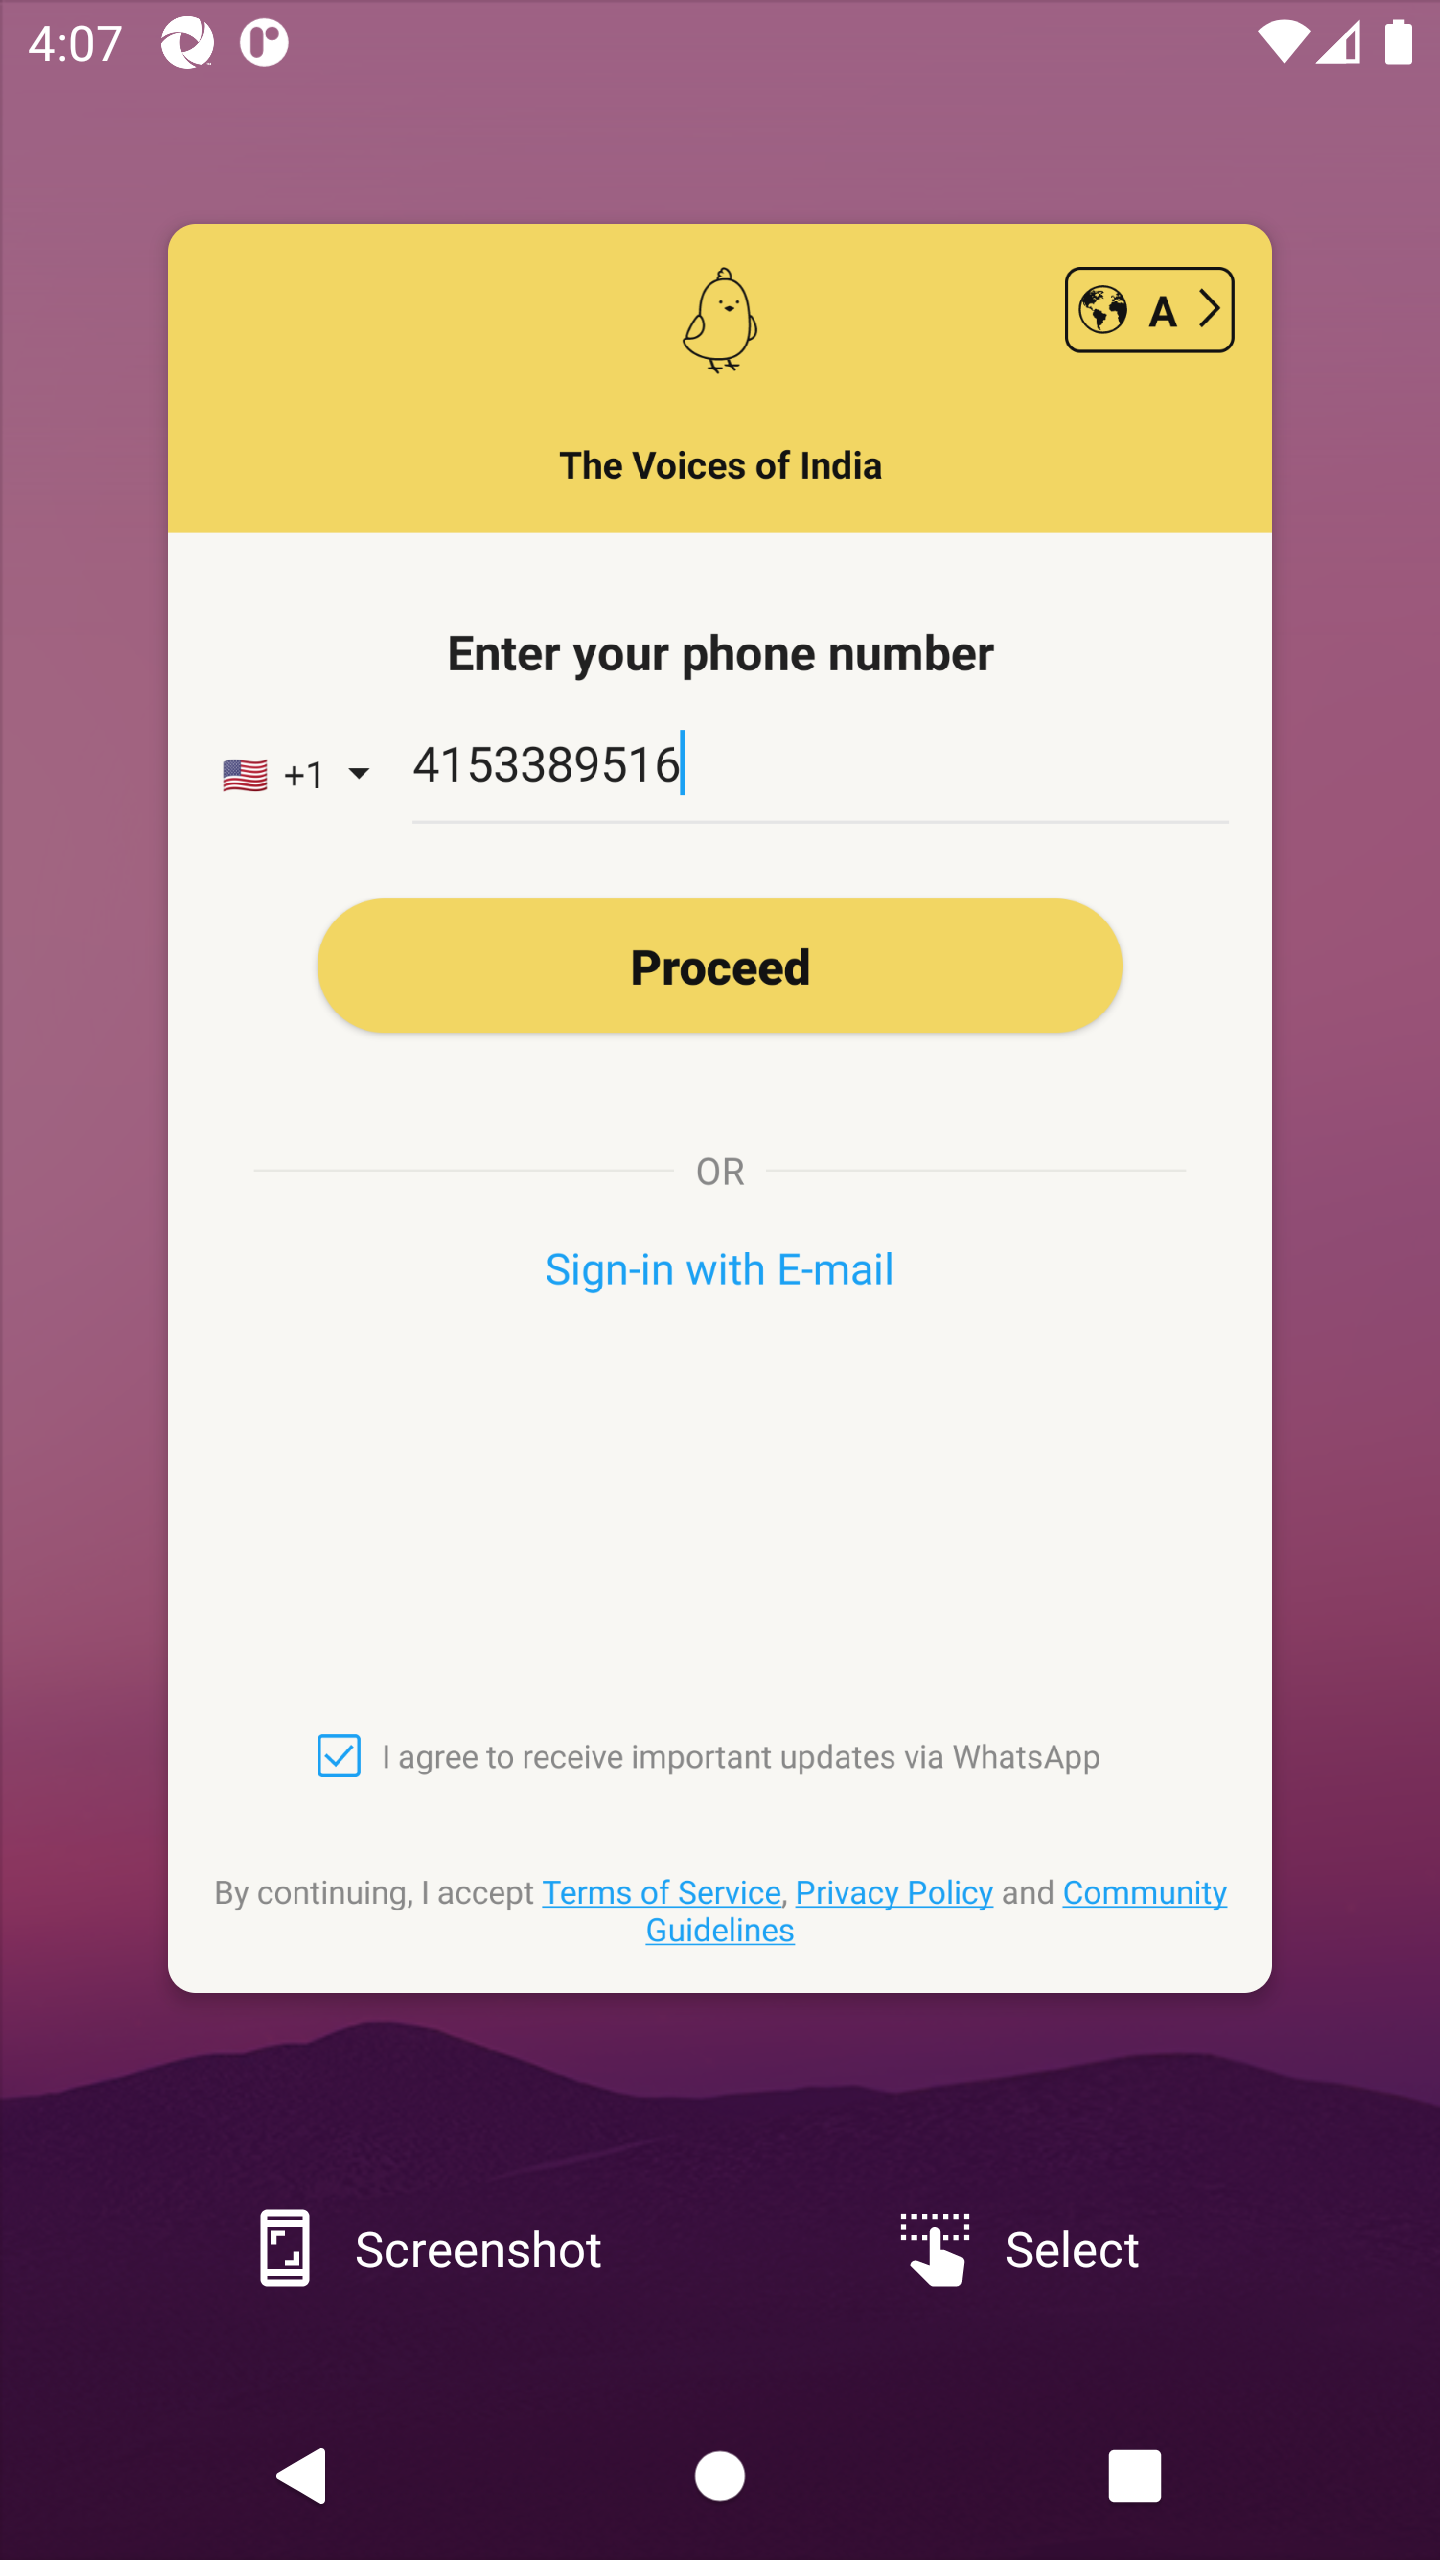 4:07
A
The Voices of India
Enter your phone number
+1 4153389516
Proceed
OR
Sign-in with E-mail
I agree to receive important updates via WhatsApp
By continuing, I accept Terms of Service, Privacy Policy and Community
Guidelines
Screenshot Select